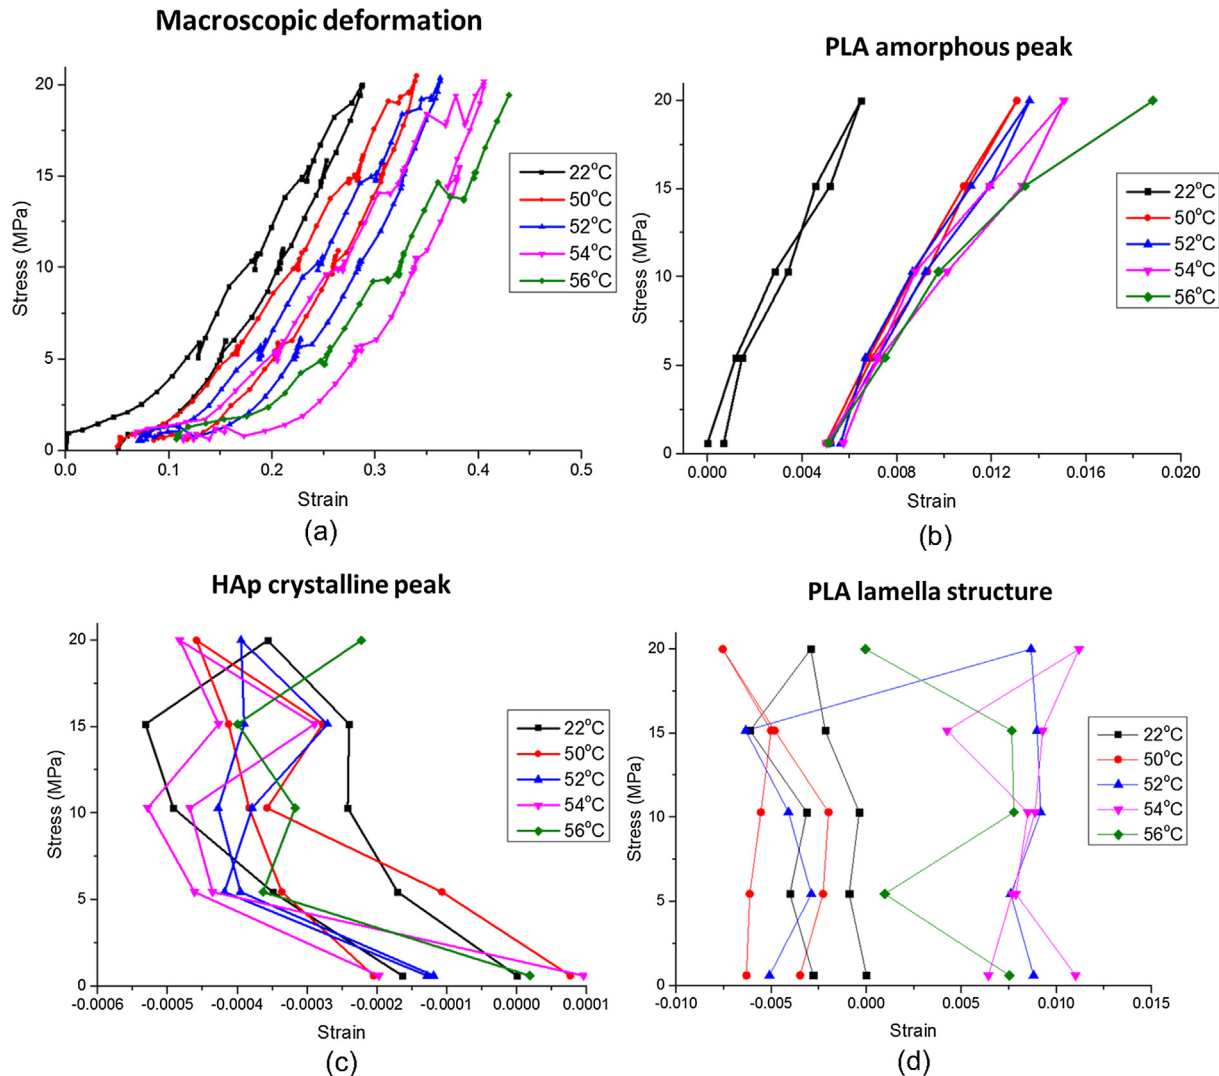 Macroscopic deformation
Stress (MPa)
20
15
10
5
0
0.0 0.1 0.2 0.3 0.4 0.5
Strain
22°C
50°C
52°C
54°C
56°C
(a)
PLA amorphous peak
Stress (MPa)
20
15
10
5
0
0.000 0.004 0.008 0.012 0.016 0.020
Strain
22°C
50°C
52°C
54°C
56°C
(b)
HAp crystalline peak
Stress (MPa)
20
15
10
5
0
-0.0006 -0.0005 -0.0004 -0.0003 -0.0002 -0.0001 0.0000 0.0001
Strain
22°C
50°C
52°C
54°C
56°C
(c)
PLA lamella structure
Stress (MPa)
20
15
10
5
0
-0.010 -0.005 0.000 0.005 0.010 0.015
Strain
22°C
50°C
52°C
54°C
56°C
(d)